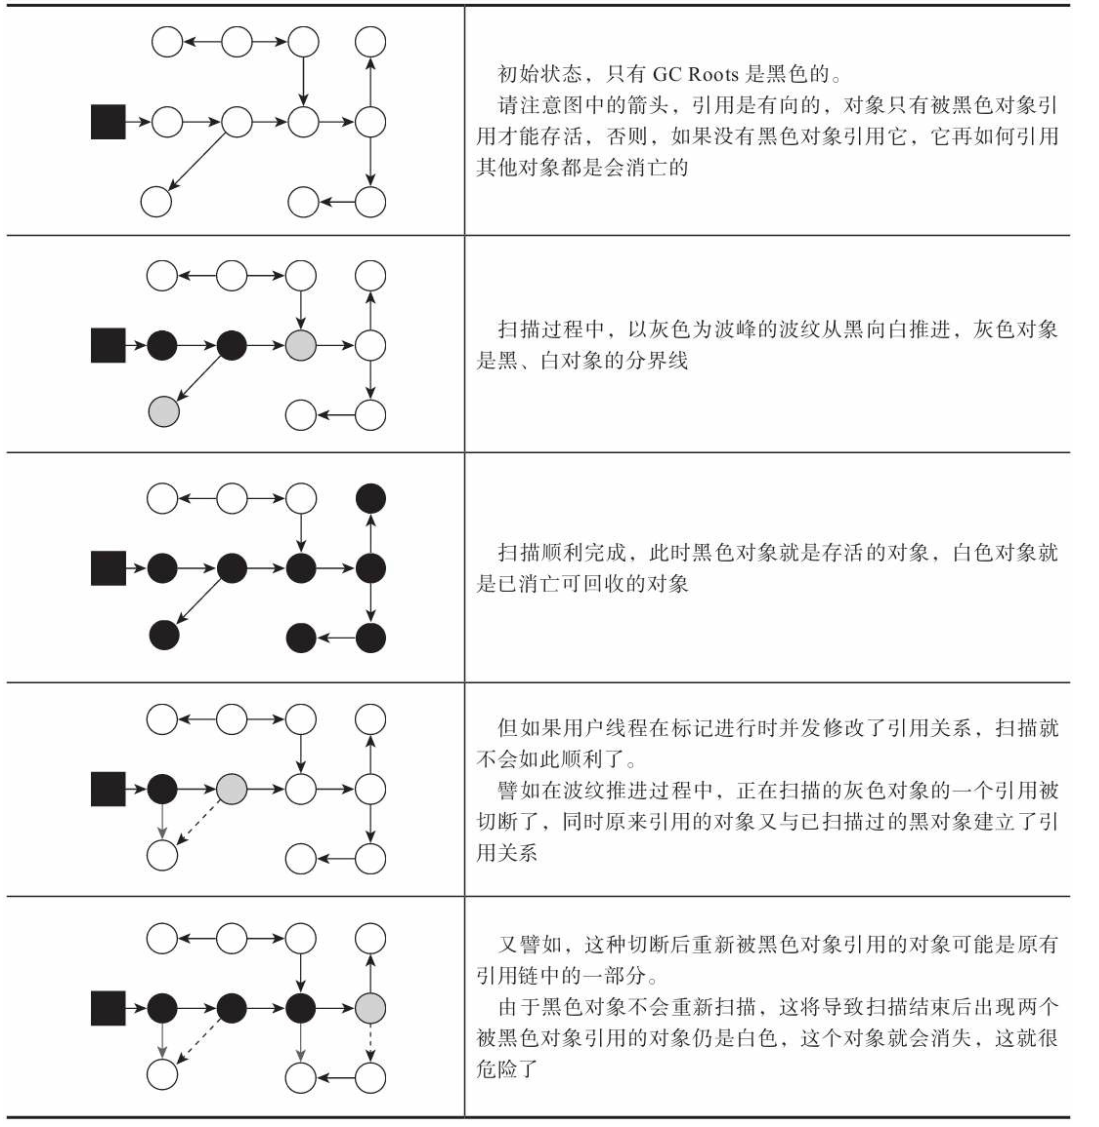 初始状态，只有 GC Roots 是黑色的。
请注意图中的箭头，引用是有向的，对象只有被黑色对象引
用才能存活，否则，如果没有黑色对象引用它，它再如何引用
其他对象都是会消亡的
扫描过程中，以灰色为波峰的波纹从黑向白推进，灰色对象
是黑、白对象的分界线
扫描顺利完成，此时黑色对象就是存活的对象，白色对象就
是已消亡可回收的对象
但如果用户线程在标记进行时并发修改了引用关系，扫描就
不会如此顺利了。
譬如在波纹推进过程中，正在扫描的灰色对象的一个引用被
切断了，同时原来引用的对象又与已扫描过的黑对象建立了引
用关系
又譬如，这种切断后重新被黑色对象引用的对象可能是原有
引用链中的一部分。
由于黑色对象不会重新扫描，这将导致扫描结束后出现两个
被黑色对象引用的对象仍是白色，这个对象就会消失，这就很
危险了